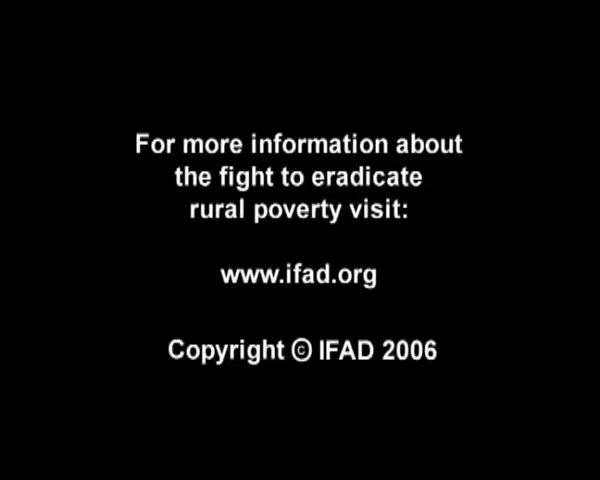 For more information about
the fight to eradicate
rural poverty visit:
www.ifad.org
Copyright © IFAD 2006